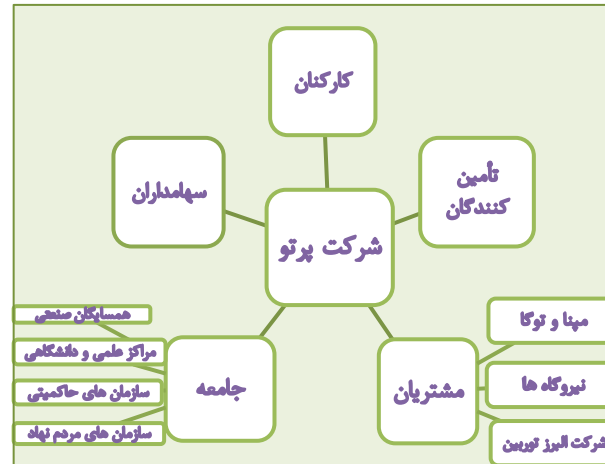 کارکنان
تأمین
کنندگان
سهامداران
شرکت پرتو
مپنا و توگا
نیروگاه ها
شرکت البرز توربین
مشتریان
جامعه
همسایگان صنعتی
مراکز علمی و دانشگاهی
سازمان های حاکمیتی
سازمان های مردم نهاد